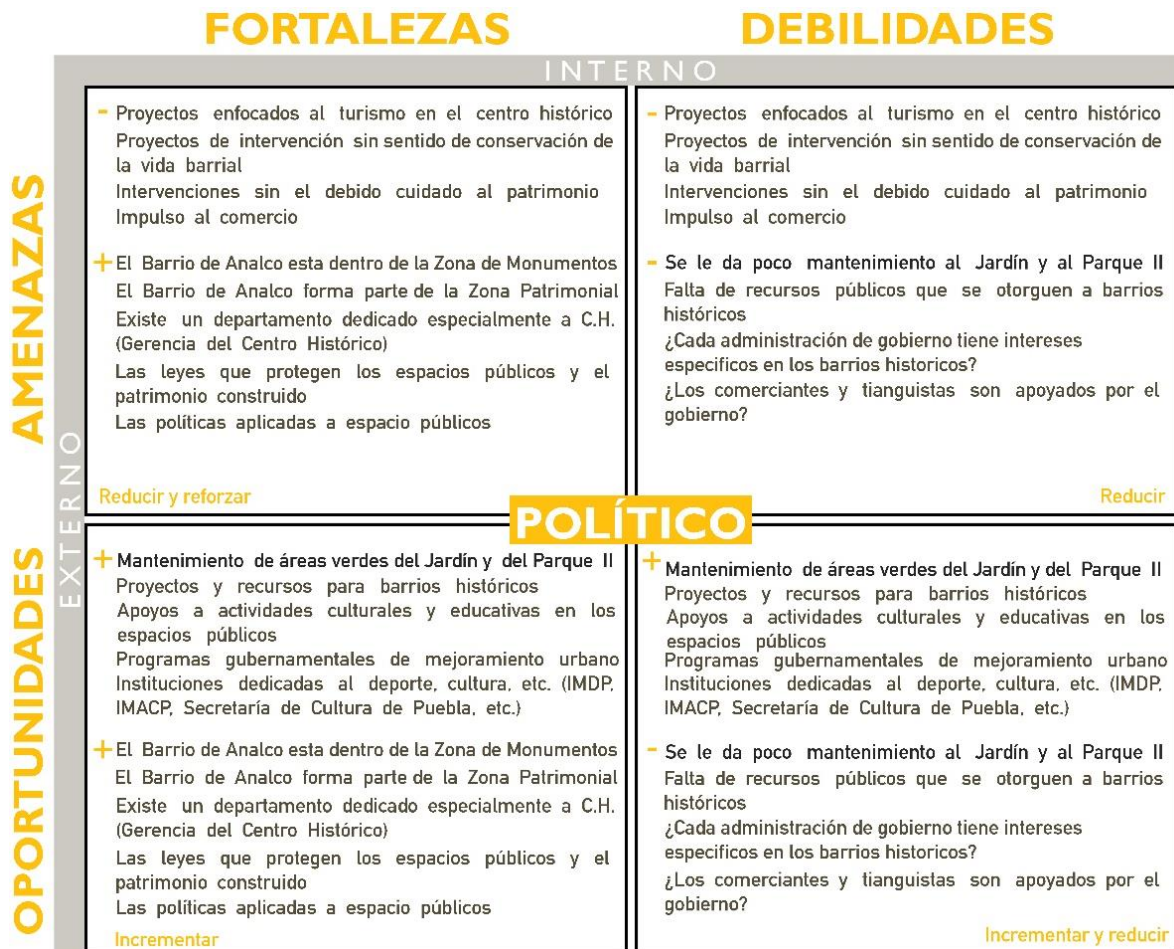 FORTALEZAS
DEBILIDADES
INTERNO
AMENAZAS
EXTERNO
- Proyectos enfocados al turismo en el centro histórico
Proyectos de intervención sin sentido de conservación de
la vida barrial
Intervenciones sin el debido cuidado al patrimonio
Impulso al comercio
+ El Barrio de Analco esta dentro de la Zona de Monumentos
El Barrio de Analco forma parte de la Zona Patrimonial
Existe un departamento dedicado especialmente a C.H.
(Gerencia del Centro Histórico)
Las leyes que protegen los espacios públicos y el
patrimonio construido
Las políticas aplicadas a espacio públicos
Reducir y reforzar
- Proyectos enfocados al turismo en el centro histórico
Proyectos de intervención sin sentido de conservación de
la vida barrial
Intervenciones sin el debido cuidado al patrimonio
Impulso al comercio
- Se le da poco mantenimiento al Jardín y al Parque II
Falta de recursos públicos que se otorguen a barrios
históricos
¿Cada administración de gobierno tiene intereses
especificos en los barrios historicos?
¿Los comerciantes y tianguistas son apoyados por el
gobierno?
Reducir
POLÍTICO
OPORTUNIDADES
+ Mantenimiento de áreas verdes del Jardín y del Parque II
Proyectos y recursos para barrios históricos
Apoyos a actividades culturales y educativas en los
espacios públicos
Programas gubernamentales de mejoramiento urbano
Instituciones dedicadas al deporte, cultura, etc. (IMDP,
IMACP, Secretaría de Cultura de Puebla, etc.)
+ El Barrio de Analco esta dentro de la Zona de Monumentos
El Barrio de Analco forma parte de la Zona Patrimonial
Existe un departamento dedicado especialmente a C.H.
(Gerencia del Centro Histórico)
Las leyes que protegen los espacios públicos y el
patrimonio construido
Las políticas aplicadas a espacio públicos
Incrementar
+ Mantenimiento de áreas verdes del Jardín y del Parque II
Proyectos y recursos para barrios históricos
Apoyos a actividades culturales y educativas en los
espacios públicos
Programas gubernamentales de mejoramiento urbano
Instituciones dedicadas al deporte, cultura, etc. (IMDP,
IMACP, Secretaría de Cultura de Puebla, etc.)
- Se le da poco mantenimiento al Jardín y al Parque II
Falta de recursos públicos que se otorguen a barrios
históricos
¿Cada administración de gobierno tiene intereses
especificos en los barrios historicos?
¿Los comerciantes y tianguistas son apoyados por el
gobierno?
Incrementar y reducir